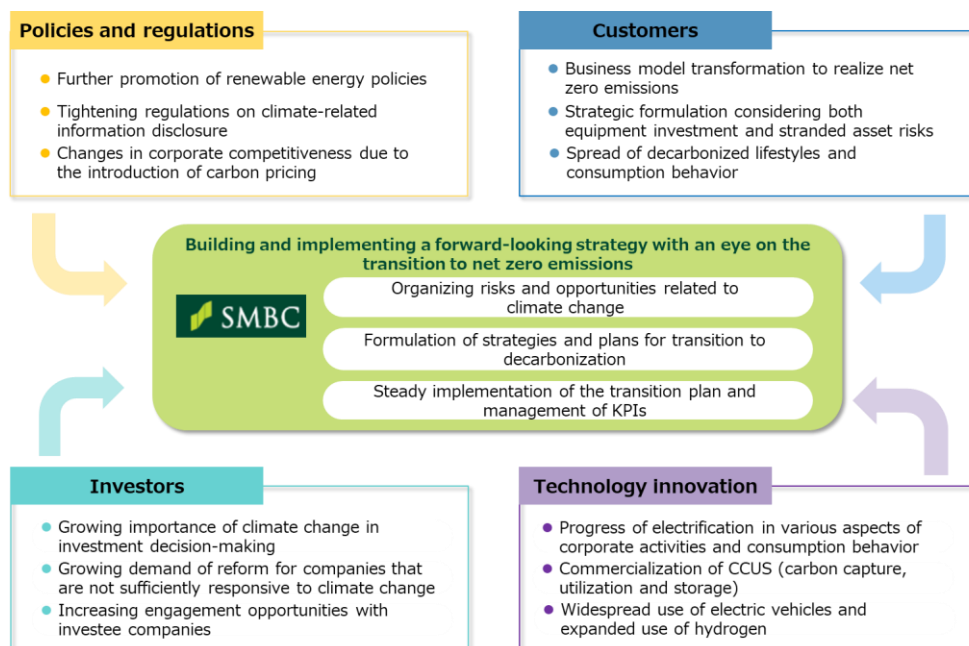 Policies and regulations
Further promotion of renewable energy policies
Tightening regulations on climate-related
information disclosure
Changes in corporate competitiveness due to
the introduction of carbon pricing
Customers
Business model transformation to realize net
zero emissions
Strategic formulation considering both
equipment investment and stranded asset risks
Spread of decarbonized lifestyles and
consumption behavior
Building and implementing a forward-looking strategy with an eye on the
transition to net zero emissions
SMBC
Organizing risks and opportunities related to
climate change
Formulation of strategies and plans for transition to
decarbonization
Steady implementation of the transition plan and
management of KPIs
Investors
Growing importance of climate change in
investment decision-making
Growing demand of reform for companies that
are not sufficiently responsive to climate change
Increasing engagement opportunities with
investee companies
Technology innovation
Progress of electrification in various aspects of
corporate activities and consumption behavior
Commercialization of CCUS (carbon capture,
utilization and storage)
Widespread use of electric vehicles and
expanded use of hydrogen